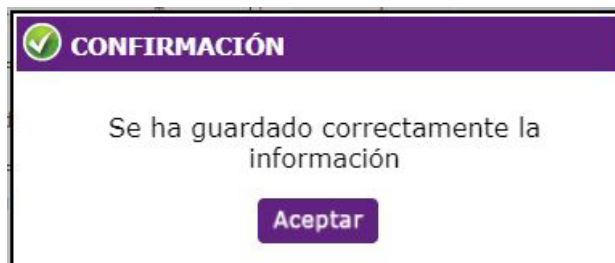 CONFIRMACIÓN
Se ha guardado correctamente la
información
Aceptar